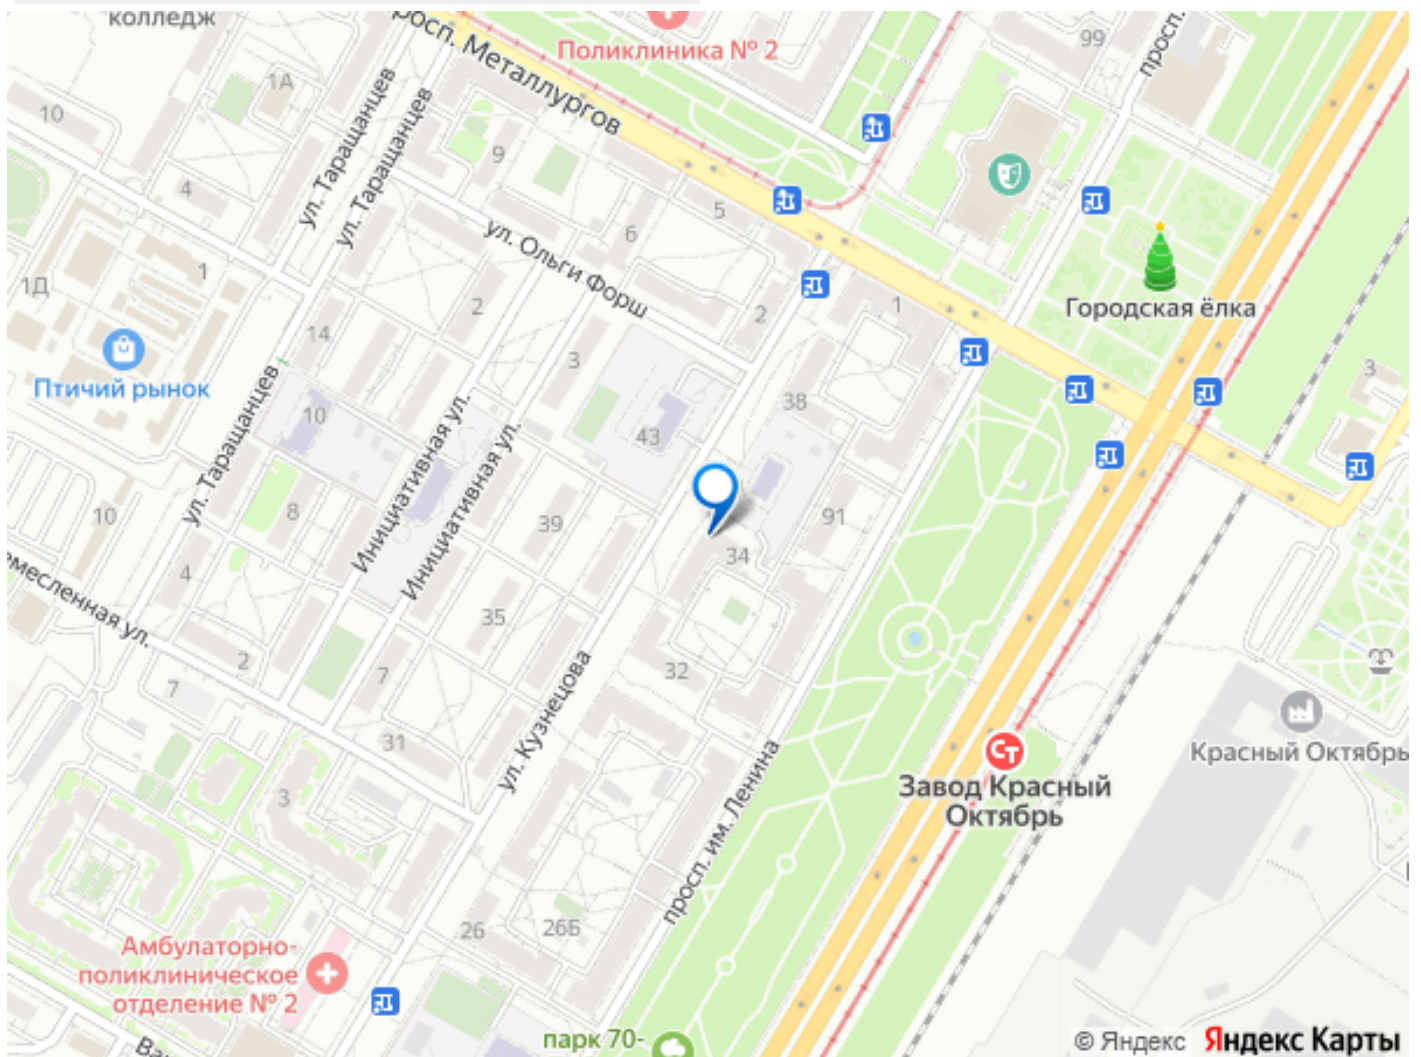 колледж
Поликлиника № 2
99
просп.
просп. Металлургов
1А
10
ул. Таращанцев
ул. Таращанцев
9
4
5
6
ул. Ольги Форш
1
1Д
Городская ёлка
2
2
1
14
3
3
Птичий рынок
38
10
43
ул. Таращанцев
Инициативная ул.
Инициативная ул.
8
10
39
91
34
4
35
2
32
7
7
ул. Кузнецова
31
Красный Октябрь
3
Ст
Завод Красный
Октябрь
просп. им. Ленина
26
26Б
Амбулаторно-
поликлиническое
отделение № 2
парк 70-
© Яндекс Яндекс Карты